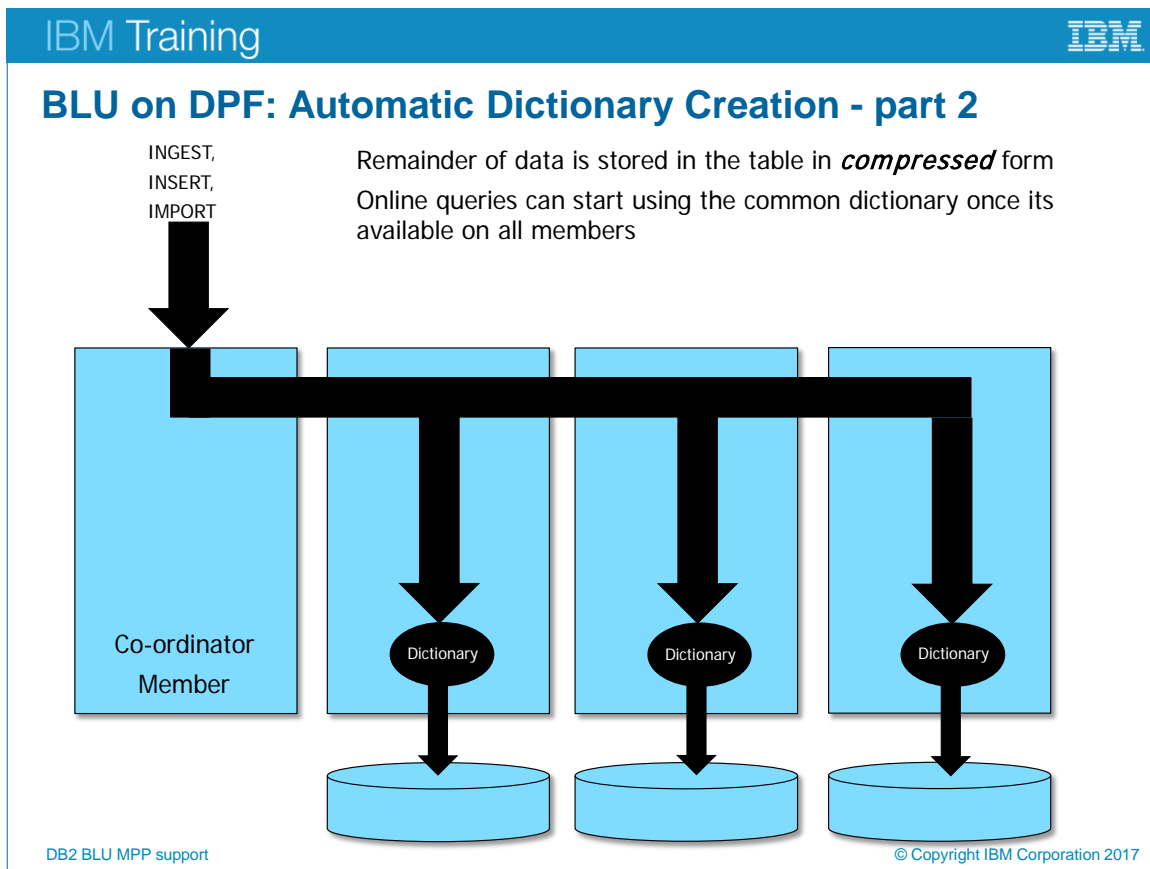 IBM Training
IBM
BLU on DPF: Automatic Dictionary Creation - part 2
INGEST,
INSERT,
IMPORT
Remainder of data is stored in the table in compressed form
Online queries can start using the common dictionary once its
available on all members
Co-ordinator
Member
Dictionary
Dictionary
Dictionary
DB2 BLU MPP support
© Copyright IBM Corporation 2017